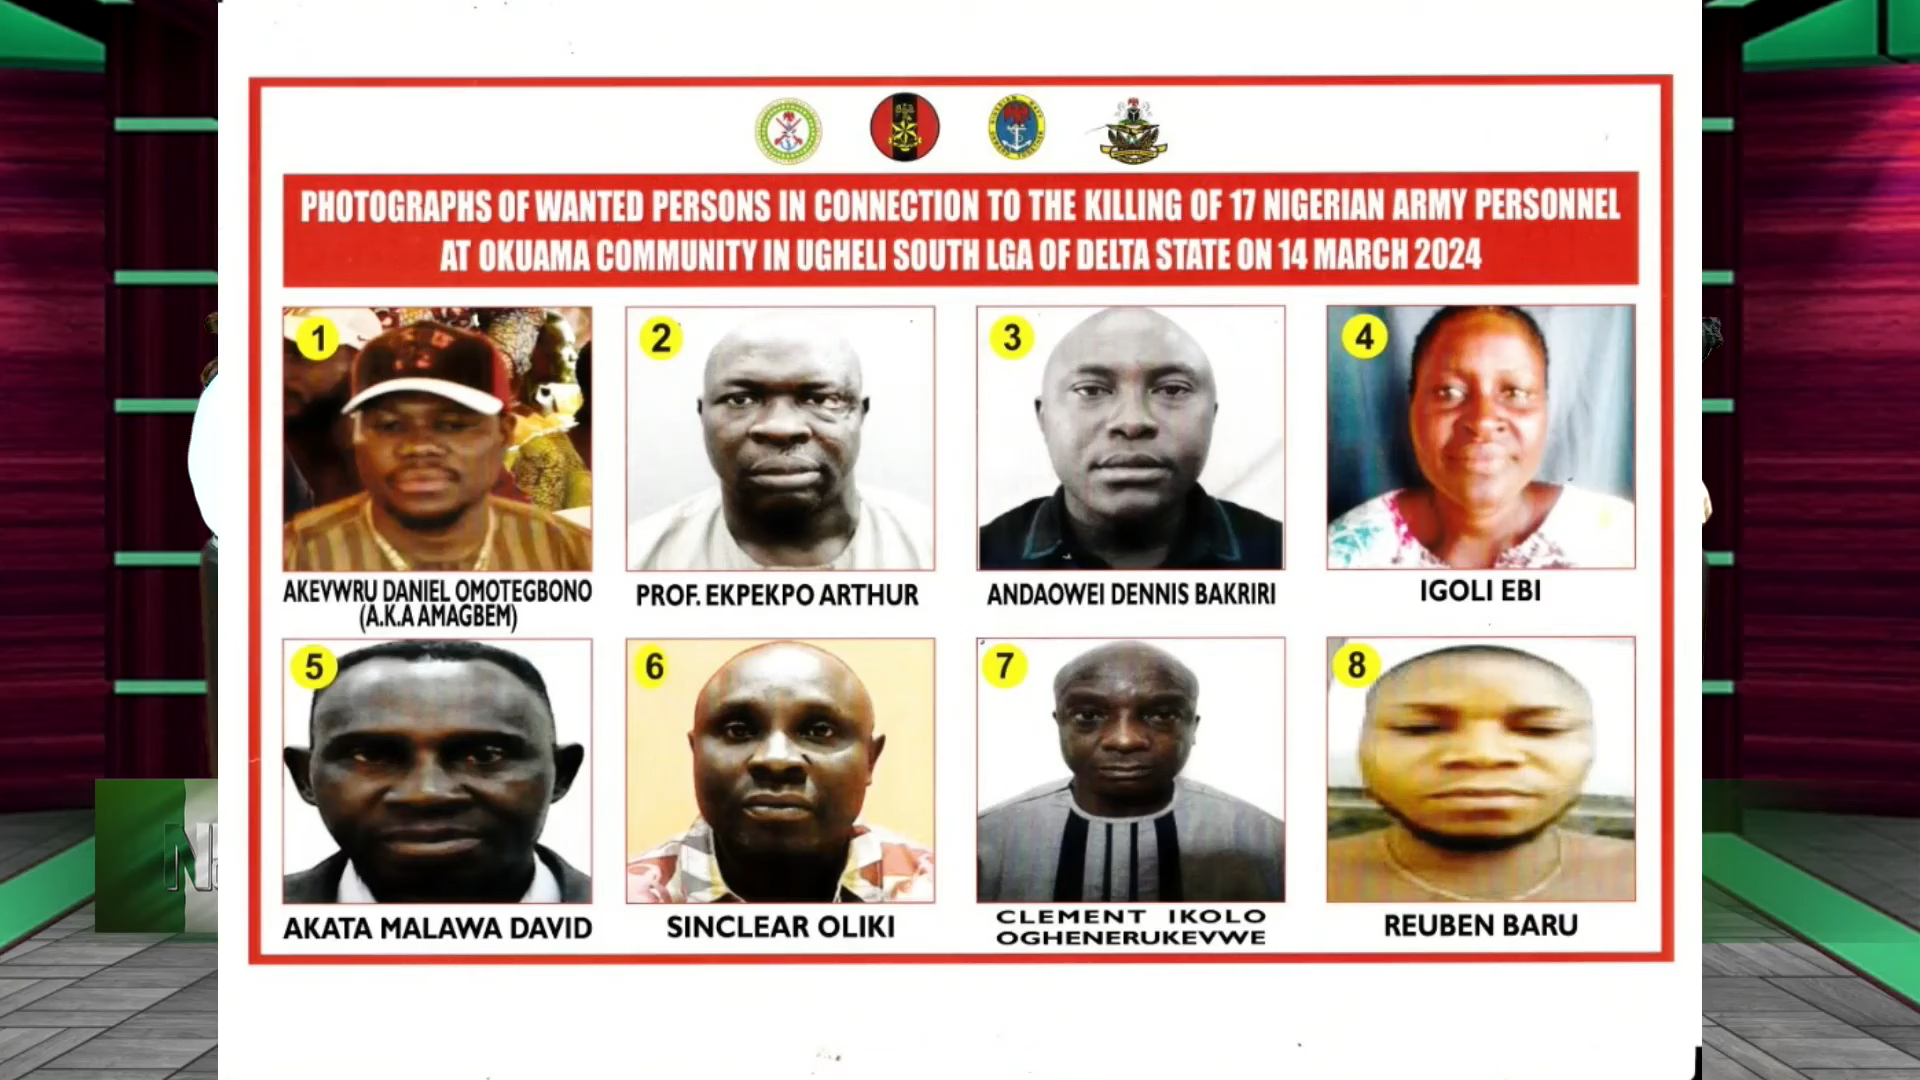 PHOTOGRAPHS OF WANTED PERSONS IN CONNECTION TO THE KILLING OF 17 NIGERIAN ARMY PERSONNEL
AT OKUAMA COMMUNITY IN UGHELI SOUTH LGA OF DELTA STATE ON 14 MARCH 2024
1
2
3
4
AKEVWRU DANIEL OMOTEGBONO
(A.K.A AMAGBEM)
PROF. EKPEKPO ARTHUR
ANDAOWEI DENNIS BAKRIRI
IGOLI EBI
5
6
7
8
AKATA MALAWA DAVID
SINCLEAR OLIKI
CLEMENT IKOLO
OGHENERUKEVWE
REUBEN BARU